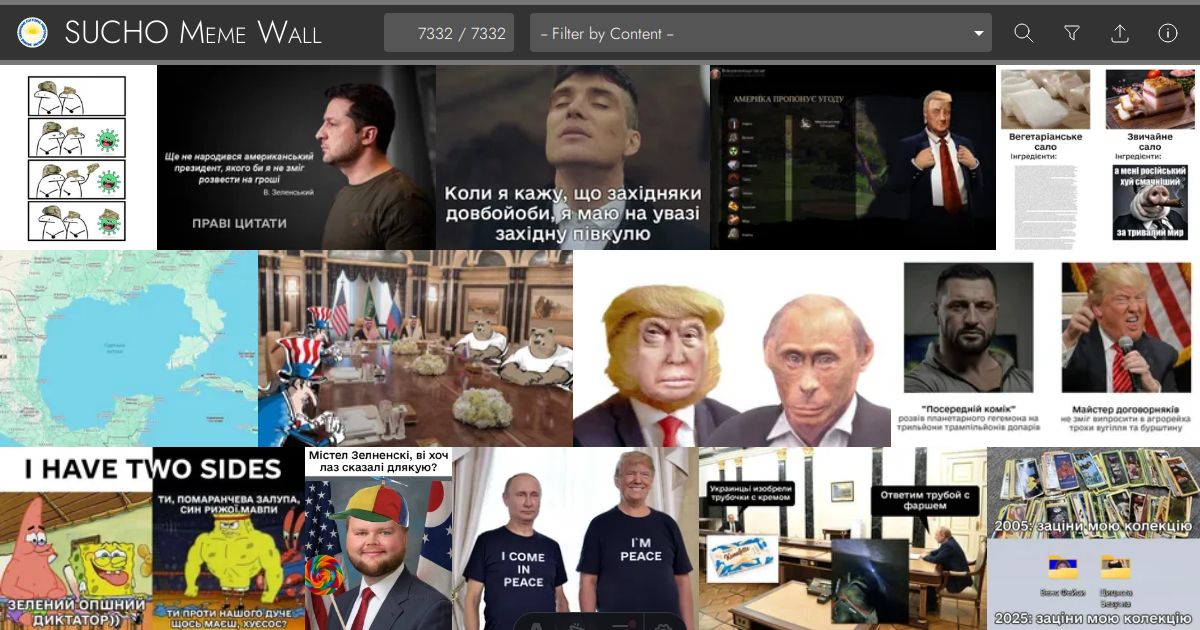 SUCHO MEME WALL
7332 / 7332
– Filter by Content –
Ще не народився американський
президент, якого би я не зміг
розвести на гроші
В. Зеленський
ПРАВІ ЦИТАТИ
Коли я кажу, що західняки
довбойоби, я маю на увазі
західну півкулю
АМЕРИКА ПРОПОНУЄ УГОДУ
Вегетаріанське
сало
Інгредієнти:
Звичайне
сало
Інгредієнти:
а мені російський
хуй смачніший
за тривалий мир
"Посередній комік"
розвів планетарного гегемона на
трильйони трампільйонів доларів
Майстер договорняків
не зміг випросити в агрорейха
трохи вугілля та бурштину
I HAVE TWO SIDES
ЗЕЛЕНИЙ ОПШНИЙ
ДИКТАТОР))
ТИ, ПОМАРАНЧЕВА ЗАЛУПА,
СИН РИЖОЇ МАВПИ
ТИ ПРОТИ НАШОГО ДУЧЕ
ЩОСЬ МАЄШ, ХУЄСОС?
Містел Зелненскі, ві хоч
лаз сказалі длякую?
I COME
IN
PEACE
I'M
PEACE
Украинцы изобрели
трубочки с кремом
Ответим трубой с
фаршем
2005: заціни мою колекцію
2025: заціни мою колекцію